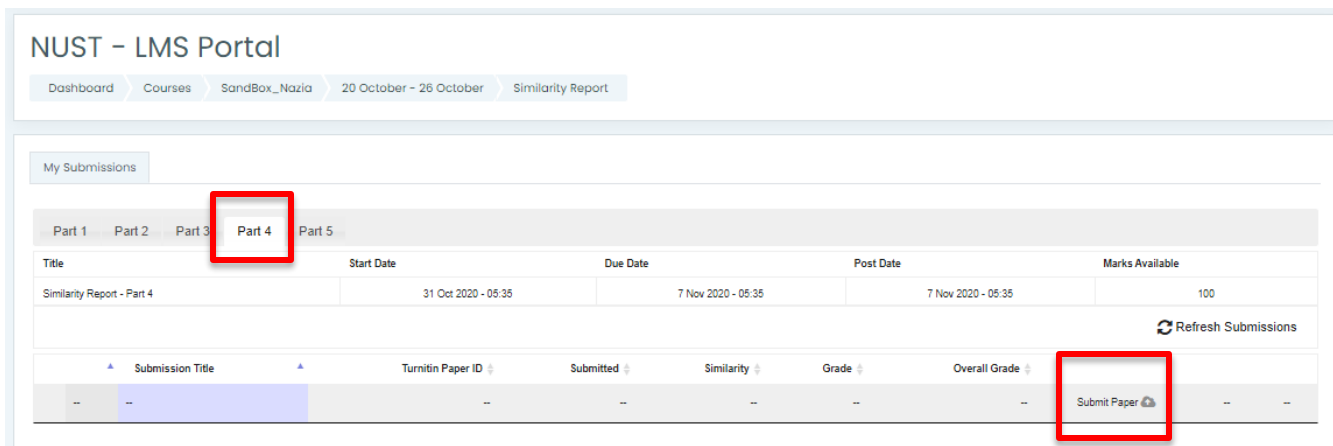 NUST - LMS Portal
Dashboard Courses SandBox_Nazia 20 October - 26 October Similarity Report
My Submissions
Part 1 Part 2 Part 3 Part 4 Part 5
Title Start Date Due Date Post Date Marks Available
Similarity Report - Part 4 31 Oct 2020 - 05:35 7 Nov 2020 - 05:35 7 Nov 2020 - 05:35 100
Refresh Submissions
Submission Title Turnitin Paper ID Submitted Similarity Grade Overall Grade
-- -- -- -- -- -- -- Submit Paper -- --